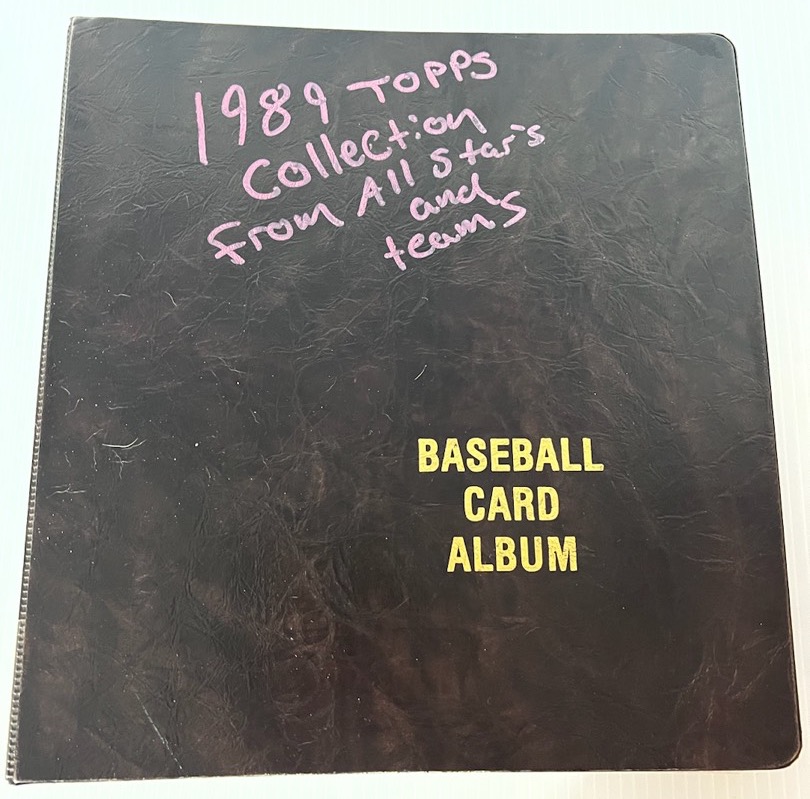 1989 TOPPS
Collection
from All Star's
and
teams
BASEBALL
CARD
ALBUM